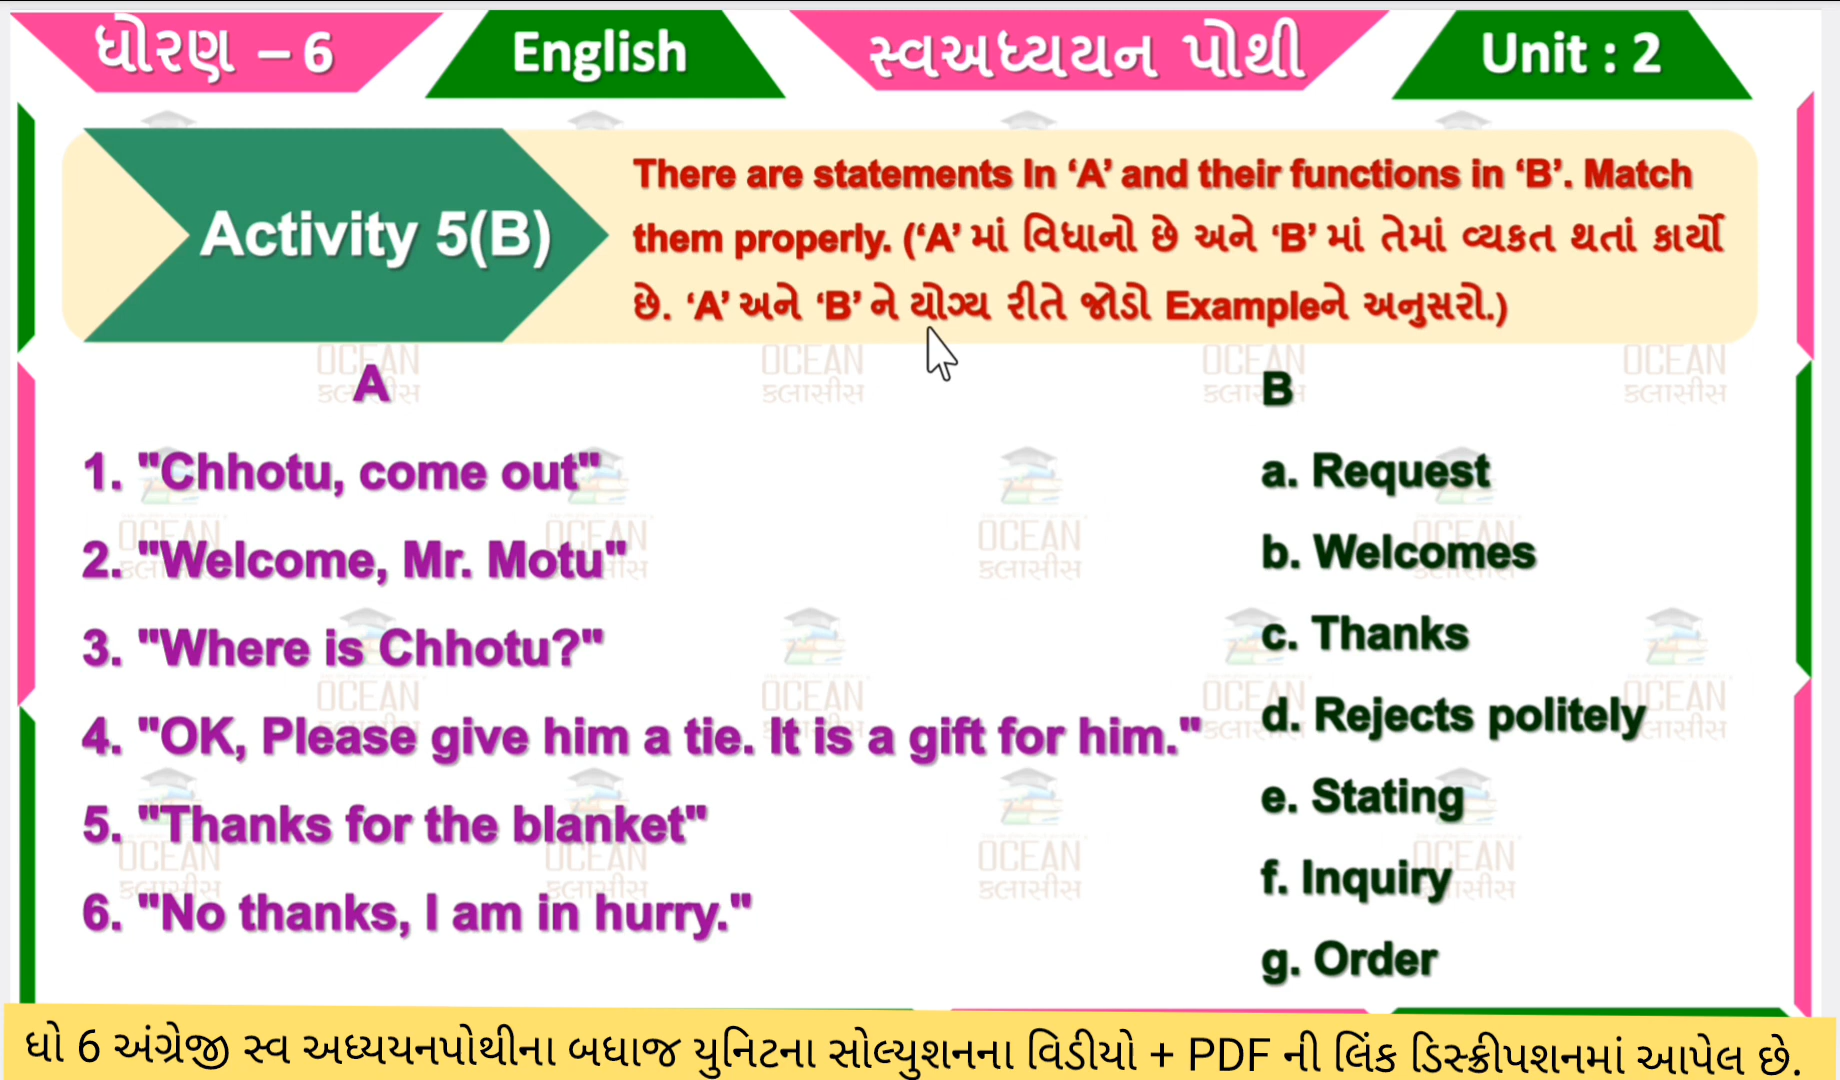 ધોરણ – 6
English
સ્વઅધ્યયન પોથી
Unit : 2
Activity 5(B)
There are statements In ‘A’ and their functions in ‘B’. Match
them properly. (‘A’ માં વિધાનો છે અને ‘B’ માં તેમાં વ્યકત થતાં કાર્યો
છે. ‘A’ અને ‘B’ ને યોગ્ય રીતે જોડો Exampleને અનુસરો.)
A
1. "Chhotu, come out"
2. "Welcome, Mr. Motu"
3. "Where is Chhotu?"
4. "OK, Please give him a tie. It is a gift for him."
5. "Thanks for the blanket"
6. "No thanks, I am in hurry."
B
a. Request
b. Welcomes
c. Thanks
d. Rejects politely
e. Stating
f. Inquiry
g. Order
OCEAN
ક્લાસીસ
ધો 6 અંગ્રેજી સ્વ અધ્યયનપોથીના બધાજ યુનિટના સોલ્યુશનના વિડીયો + PDF ની લિંક ડિસ્ક્રીપશનમાં આપેલ છે.